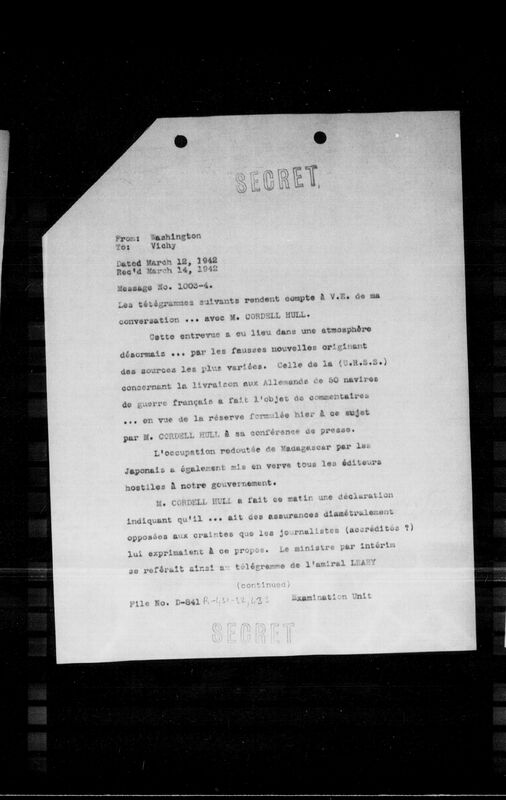 SECRET
From: Washington
To: Vichy
Dated March 12, 1942
Rec'd March 14, 1942
Message No. 1003-4.
Les tétégrammes suivants rendent compte à V.E. de ma
conversation ... avec M. CORDELL HULL.
Cette entrevue a eu lieu dans une atmosphère
désormais ... par les fausses nouvelles originant
des sources les plus variées. Celle de la (U.R.S.S.)
concernant la livraison aux Allemands de 50 navires
de guerre français a fait l'objet de commentaires
... en vue de la réserve formulée hier à ce sujet
par M. CORDELL HULL à sa conférence de presse.
L'occupation redoutée de Madagascar par les
Japonais a également mis en verve tous les éditeurs
hostiles à notre gouvernement.
M. CORDELL HULL a fait ce matin une déclaration
indiquant qu'il ... ait des assurances diamétralement
opposées aux craintes que les journalistes (accrédités ?)
lui exprimaient à ce propos. Le ministre par intérim
se référait ainsi au télégramme de l'amiral LEAHY
(continued)
File No. D-841 Examination Unit
SECRET